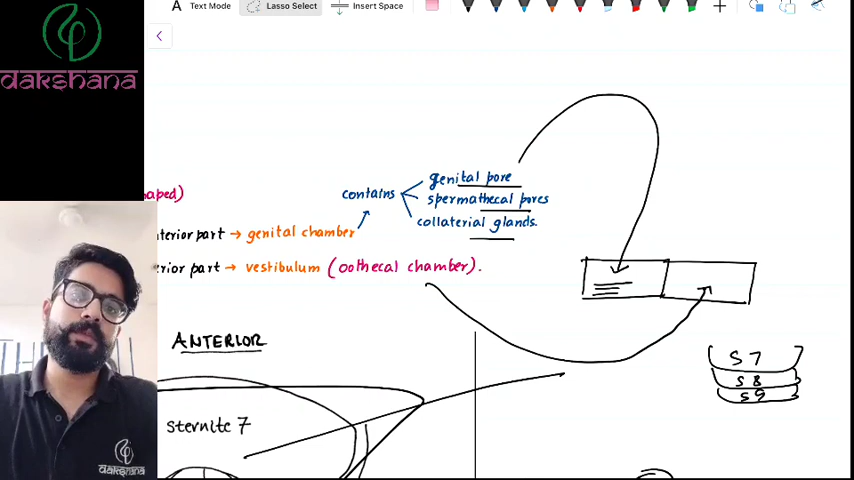 A Text Mode Lasso Select Insert Space
dakshana
genital pore
aped) contains spermathecal pores
collaterial glands.
terior part → genital chamber
erior part → vestibulum (oothecal chamber).
ANTERIOR
S 7
S 8
S 9
sternite 7
dakshana